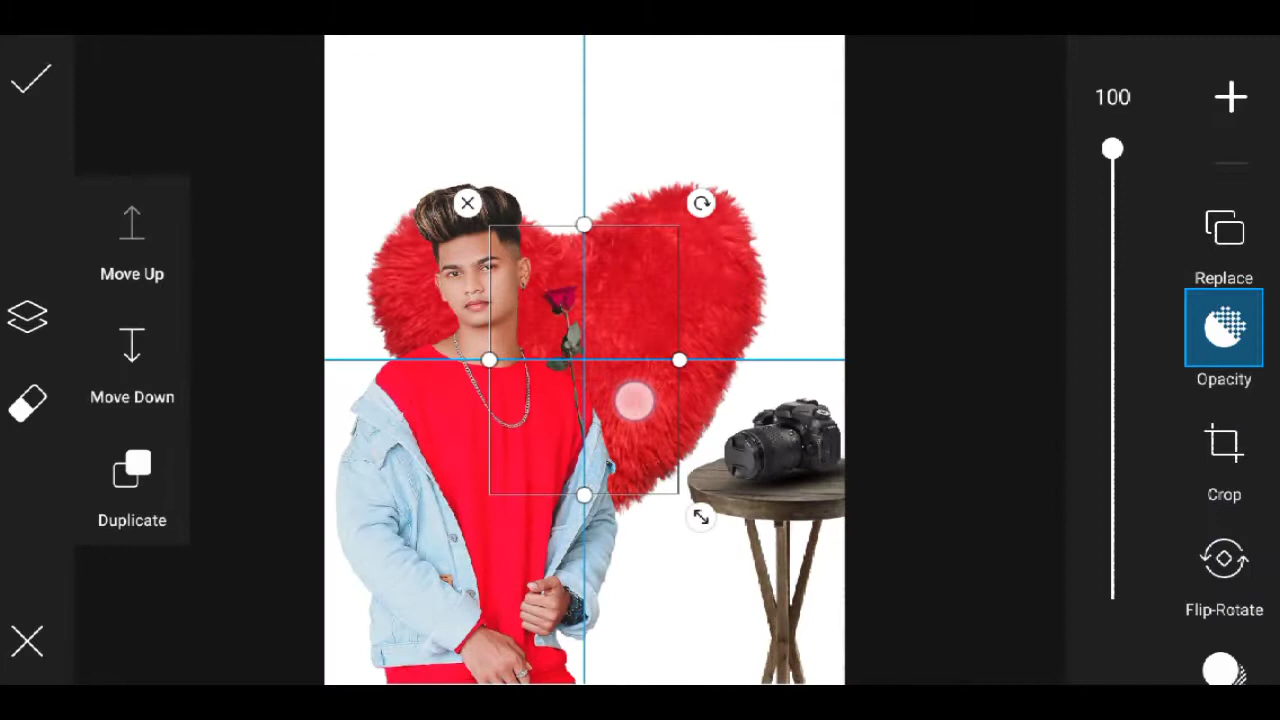 100
Move Up
Replace
Move Down
Opacity
Crop
Duplicate
Flip-Rotate